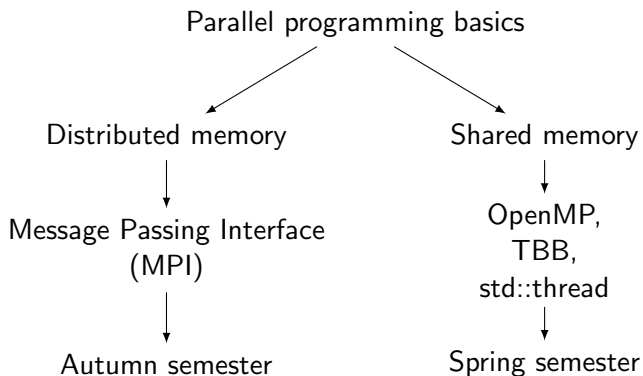 Parallel programming basics
Distributed memory
Shared memory
Message Passing Interface
(MPI)
OpenMP,
TBB,
std::thread
Autumn semester
Spring semester